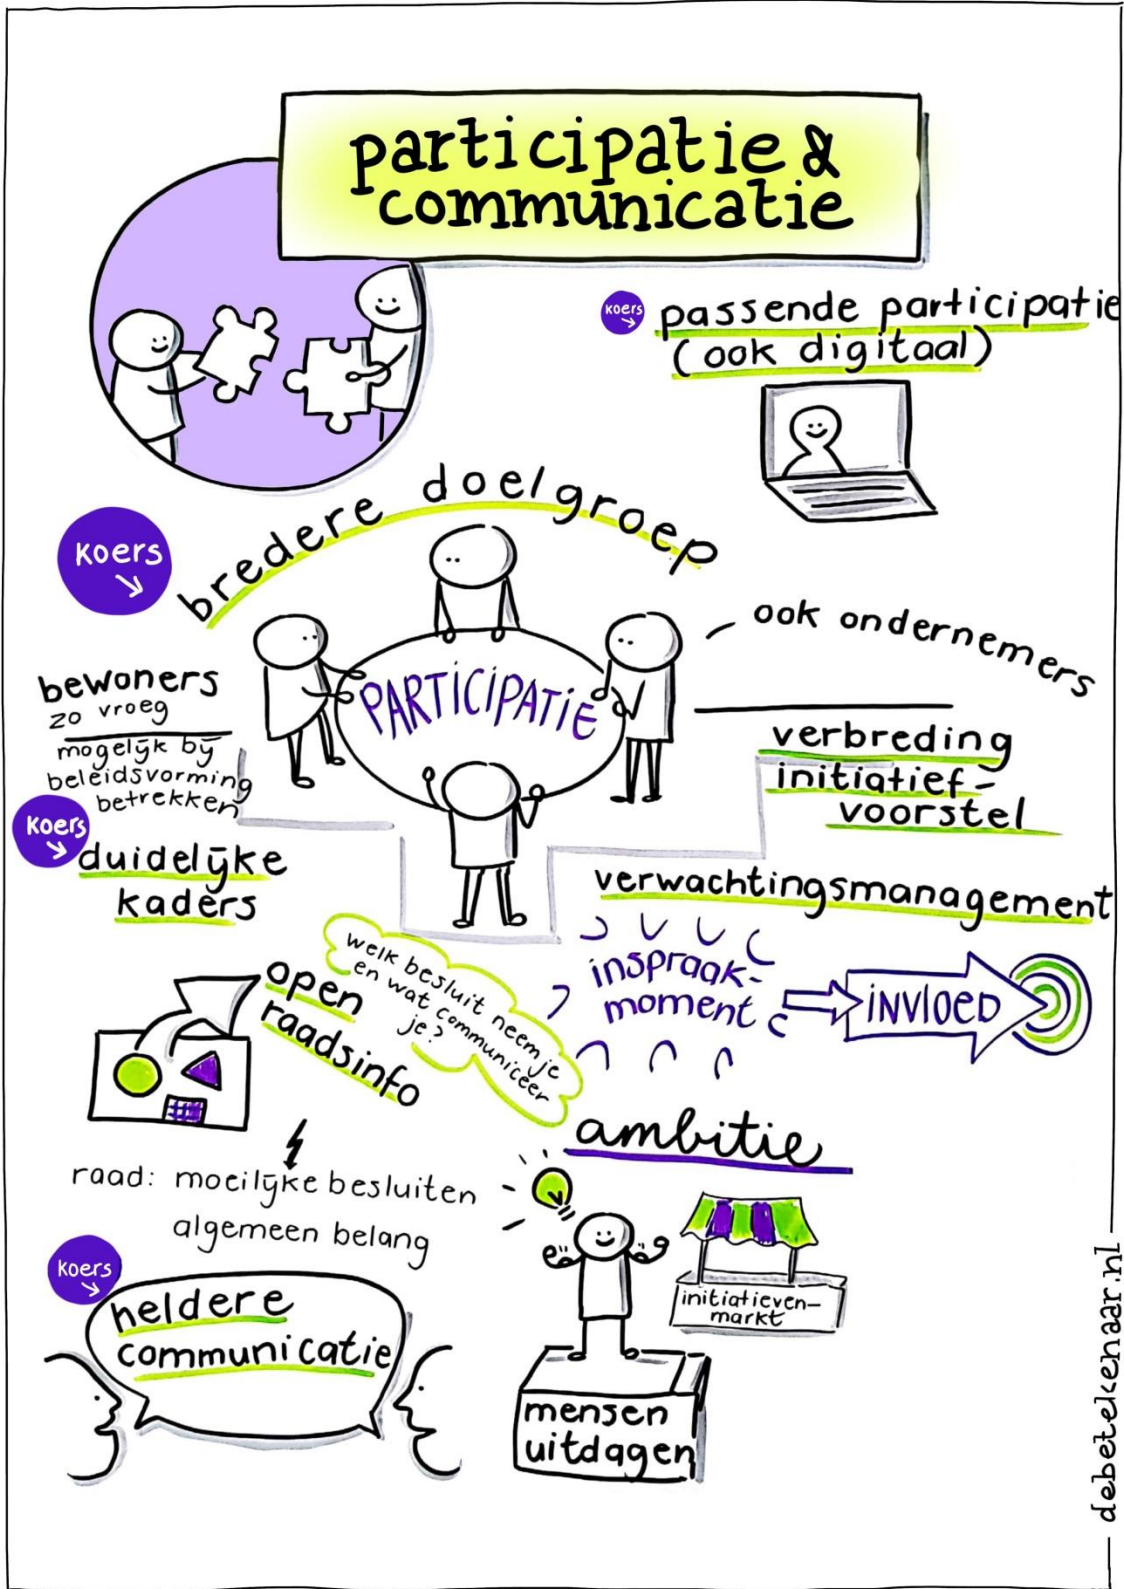 participatie &
communicatie
Koers
passende participatie
(ook digitaal)
Koers
bredere doelgroep
PARTICIPATIE
ook ondernemers
bewoners
zo vroeg
mogelijk bij
beleidsvorming
betrekken
verbreding
initiatief-
voorstel
Koers
duidelijke
kaders
verwachtingsmanagement
inspraak-
moment
INVLOED
welk besluit neem je
en wat communiceer
je?
open
raadsinfo
ambitie
raad: moeilijke besluiten
algemeen belang
Koers
heldere
communicatie
initiatieven-
markt
mensen
uitdagen
debetekenaar.nl